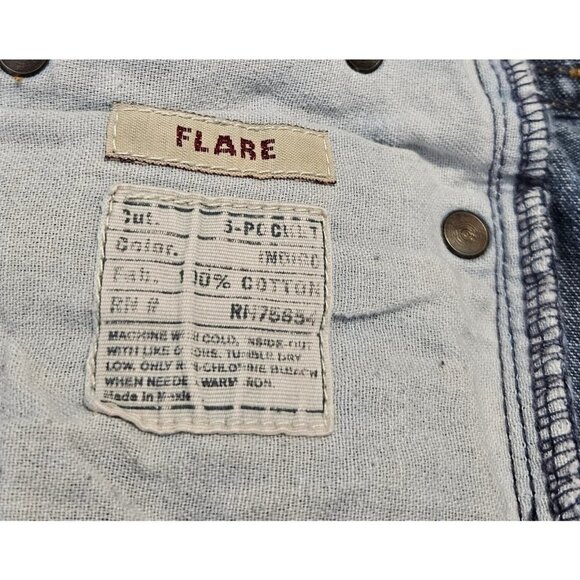 FLARE
Cut. 5-POCKET
Color. INDIGO
Fab. 100% COTTON
RN # RN75654
MACHINE WASH COLD, INSIDE-OUT
WITH LIKE COLORS. TUMBLE DRY
LOW. ONLY NON-CHLORINE BLEACH
WHEN NEEDED WARM IRON.
Made in Mexico